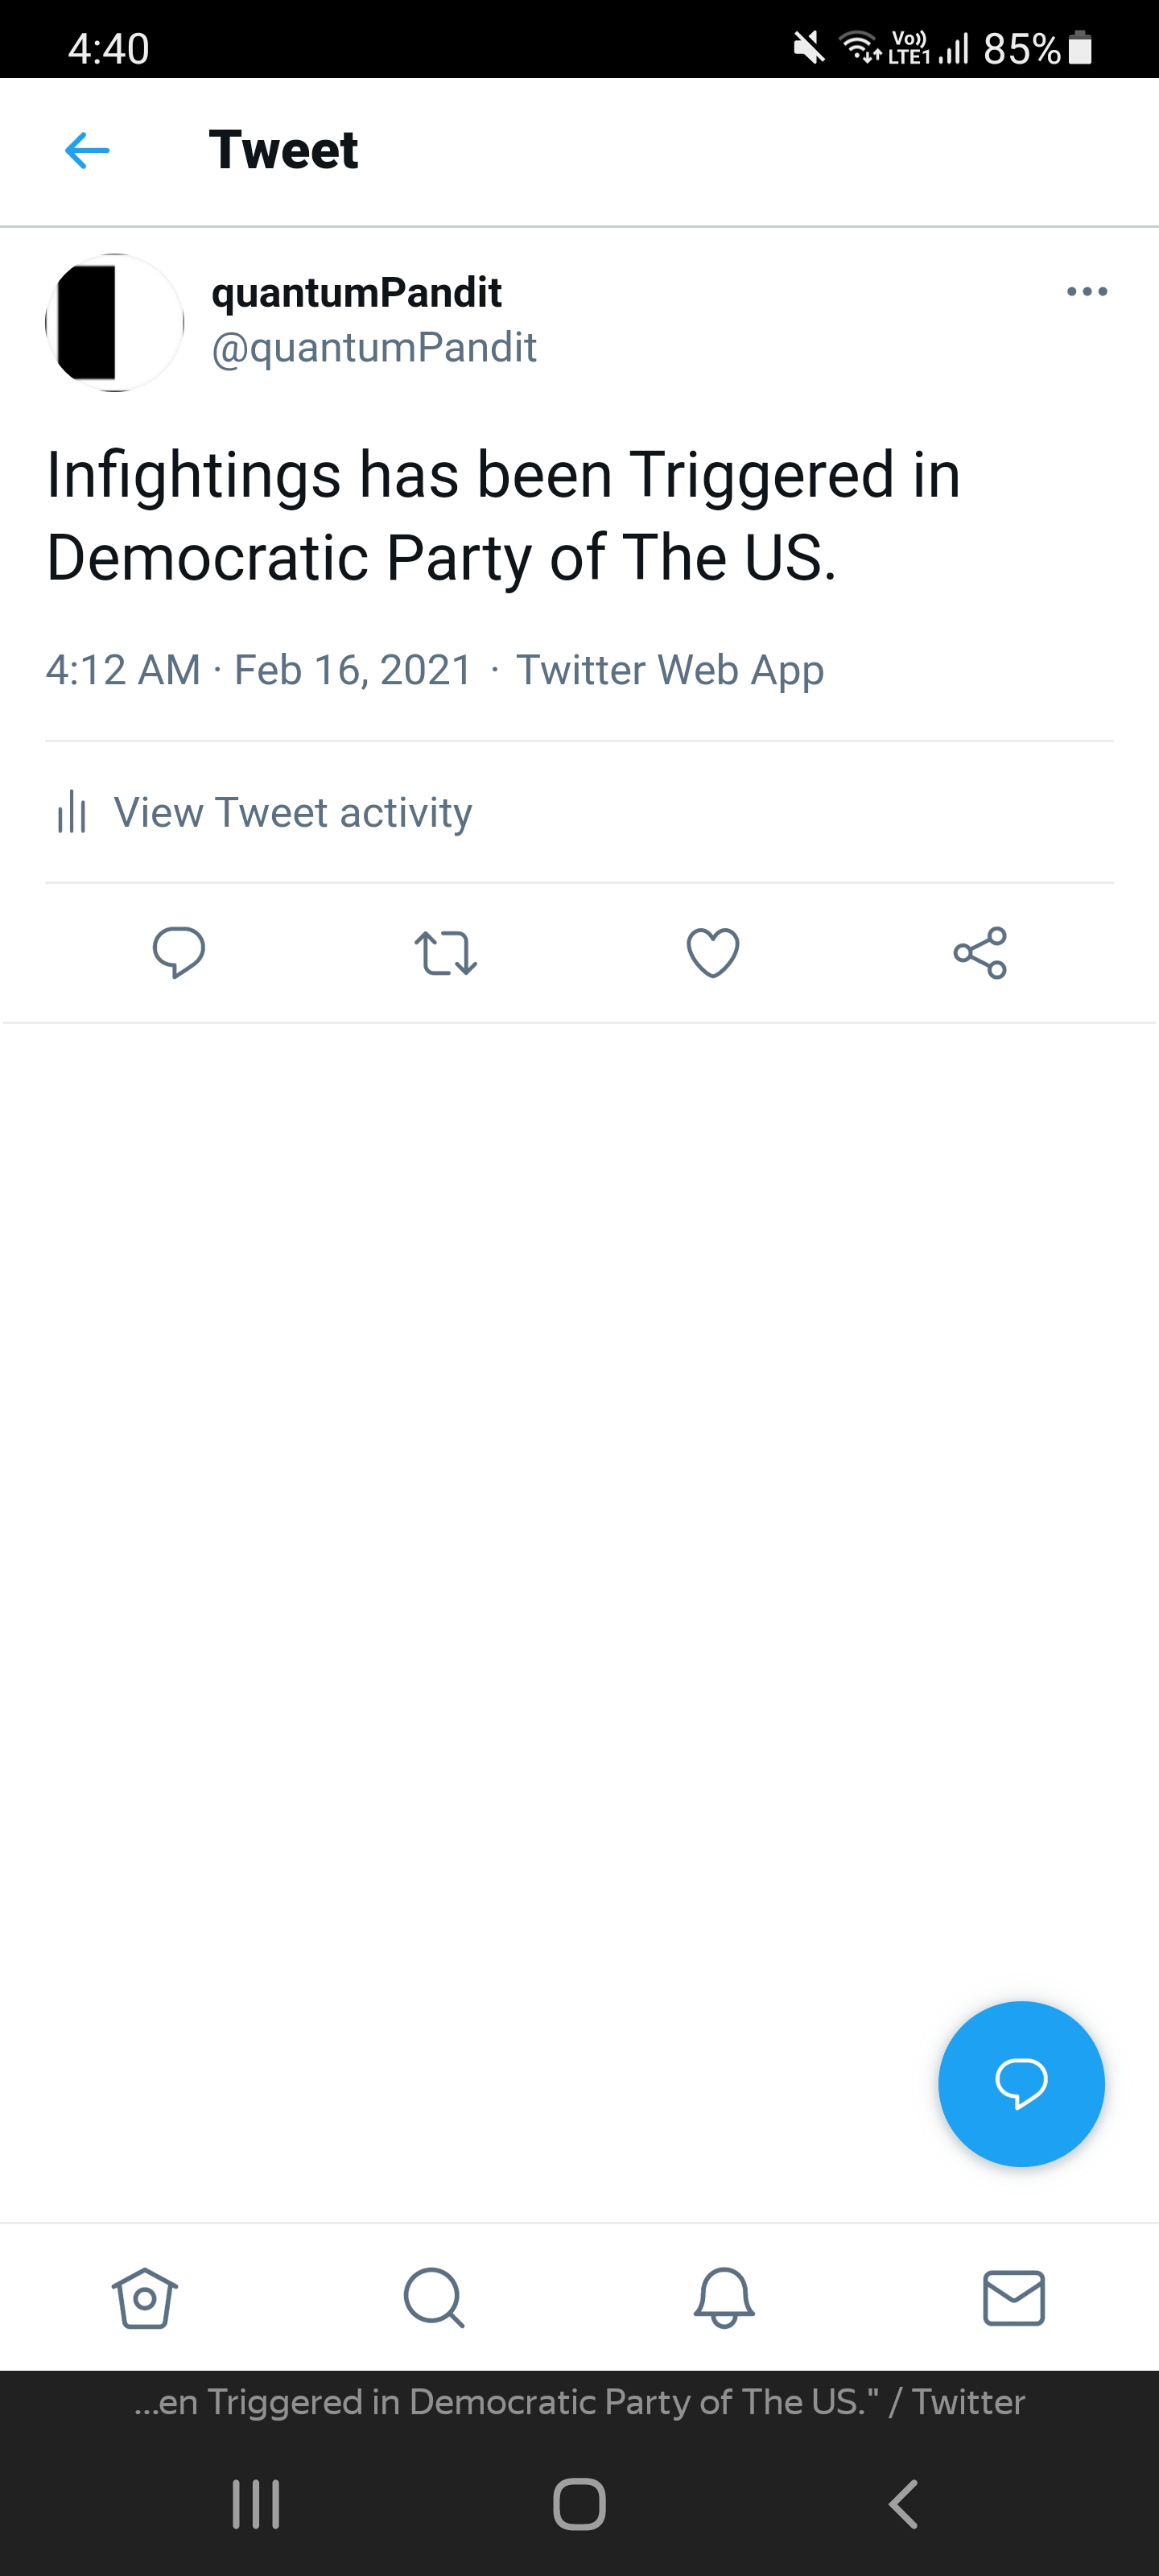 4:40 Vo)) LTE1 85%
Tweet
quantumPandit
@quantumPandit
Infightings has been Triggered in
Democratic Party of The US.
4:12 AM · Feb 16, 2021 · Twitter Web App
View Tweet activity
...en Triggered in Democratic Party of The US." / Twitter